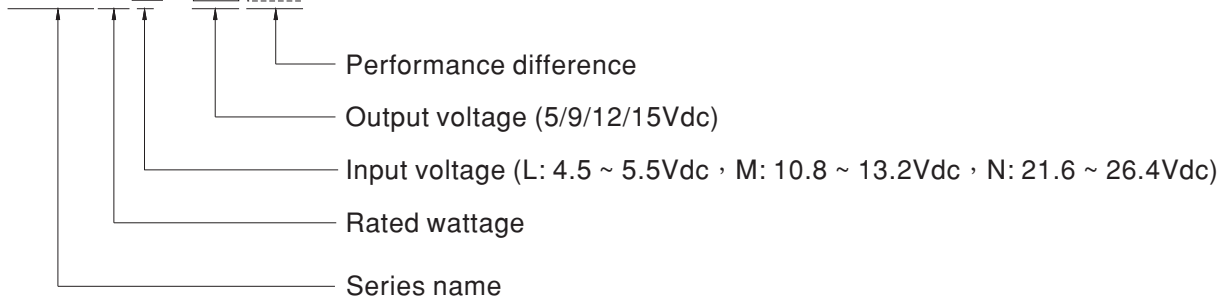 Performance difference
Output voltage (5/9/12/15Vdc)
Input voltage (L: 4.5 ~ 5.5Vdc，M: 10.8 ~ 13.2Vdc，N: 21.6 ~ 26.4Vdc)
Rated wattage
Series name